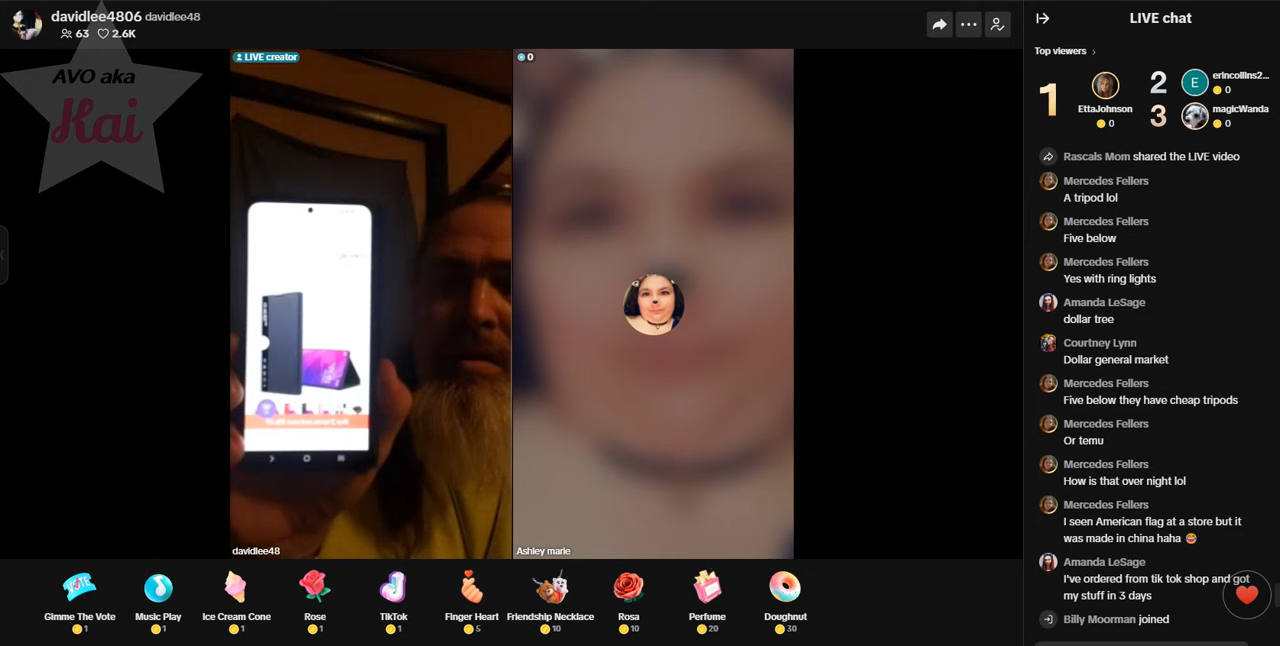 davidlee4806 davidlee48
63 2.6K
AVO aka
Kai
LIVE creator
0
davidlee48
Ashley marie
Gimme The Vote
1
Music Play
1
Ice Cream Cone
1
Rose
1
TikTok
1
Finger Heart
5
Friendship Necklace
10
Rosa
10
Perfume
20
Doughnut
30
LIVE chat
Top viewers
1
EttaJohnson
0
2
E
erincollins2...
0
3
magicWanda
0
Rascals Mom shared the LIVE video
Mercedes Fellers
A tripod lol
Mercedes Fellers
Five below
Mercedes Fellers
Yes with ring lights
Amanda LeSage
dollar tree
Courtney Lynn
Dollar general market
Mercedes Fellers
Five below they have cheap tripods
Mercedes Fellers
Or temu
Mercedes Fellers
How is that over night lol
Mercedes Fellers
I seen American flag at a store but it
was made in china haha
Amanda LeSage
I've ordered from tik tok shop and got
my stuff in 3 days
Billy Moorman joined